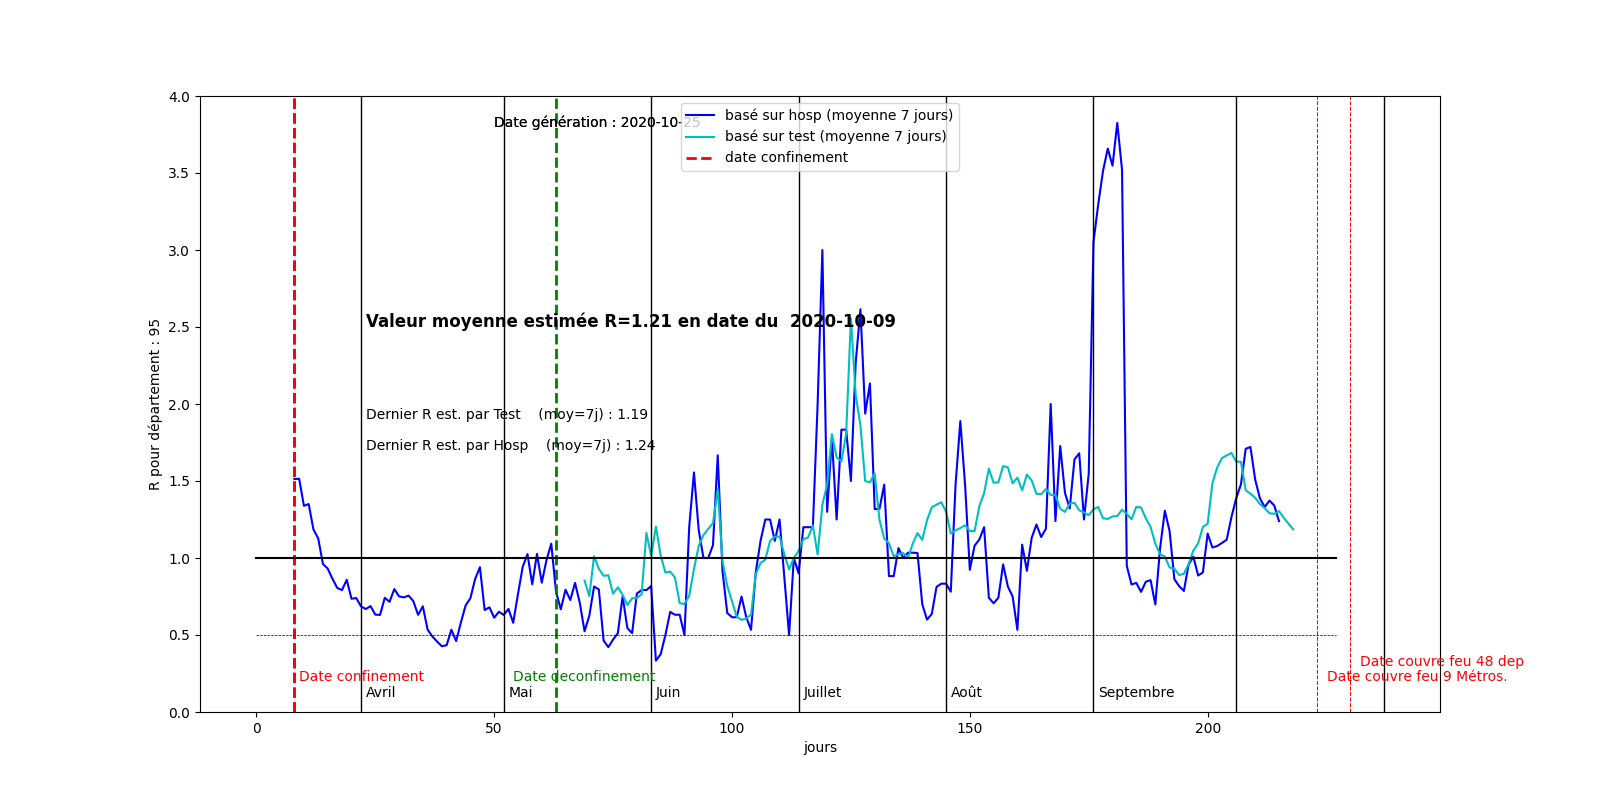 4.0
3.5
3.0
2.5
2.0
1.5
1.0
0.5
0.0
R pour département : 95
Date génération : 2020-10-25
basé sur hosp (moyenne 7 jours)
basé sur test (moyenne 7 jours)
date confinement
Valeur moyenne estimée R=1.21 en date du  2020-10-09
Dernier R est. par Test    (moy=7j) : 1.19
Dernier R est. par Hosp    (moy=7j) : 1.24
Date couvre feu 48 dep
Date confinement
Date deconfinement
Date couvre feu 9 Métros.
Avril
Mai
Juin
Juillet
Août
Septembre
0
50
100
150
200
jours